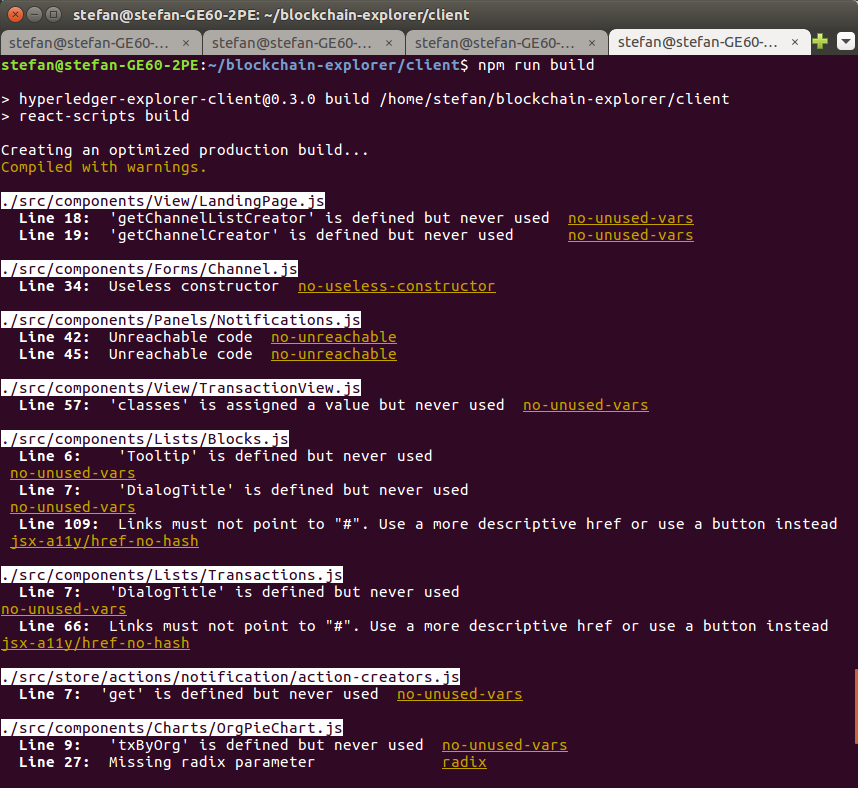 stefan@stefan-GE60-2PE: ~/blockchain-explorer/client
stefan@stefan-GE60-... × stefan@stefan-GE60-... × stefan@stefan-GE60-... × stefan@stefan-GE60-... ×
stefan@stefan-GE60-2PE:~/blockchain-explorer/client$ npm run build
> hyperledger-explorer-client@0.3.0 build /home/stefan/blockchain-explorer/client
> react-scripts build
Creating an optimized production build...
Compiled with warnings.
./src/components/View/LandingPage.js
Line 18:  'getChannelListCreator' is defined but never used  no-unused-vars
Line 19:  'getChannelCreator' is defined but never used      no-unused-vars
./src/components/Forms/Channel.js
Line 34:  Useless constructor  no-useless-constructor
./src/components/Panels/Notifications.js
Line 42:  Unreachable code  no-unreachable
Line 45:  Unreachable code  no-unreachable
./src/components/View/TransactionView.js
Line 57:  'classes' is assigned a value but never used  no-unused-vars
./src/components/Lists/Blocks.js
Line 6:    'Tooltip' is defined but never used
no-unused-vars
Line 7:    'DialogTitle' is defined but never used
no-unused-vars
Line 109:  Links must not point to "#". Use a more descriptive href or use a button instead
jsx-a11y/href-no-hash
./src/components/Lists/Transactions.js
Line 7:   'DialogTitle' is defined but never used
no-unused-vars
Line 66:  Links must not point to "#". Use a more descriptive href or use a button instead
jsx-a11y/href-no-hash
./src/store/actions/notification/action-creators.js
Line 7:  'get' is defined but never used  no-unused-vars
./src/components/Charts/OrgPieChart.js
Line 9:   'txByOrg' is defined but never used  no-unused-vars
Line 27:  Missing radix parameter              radix